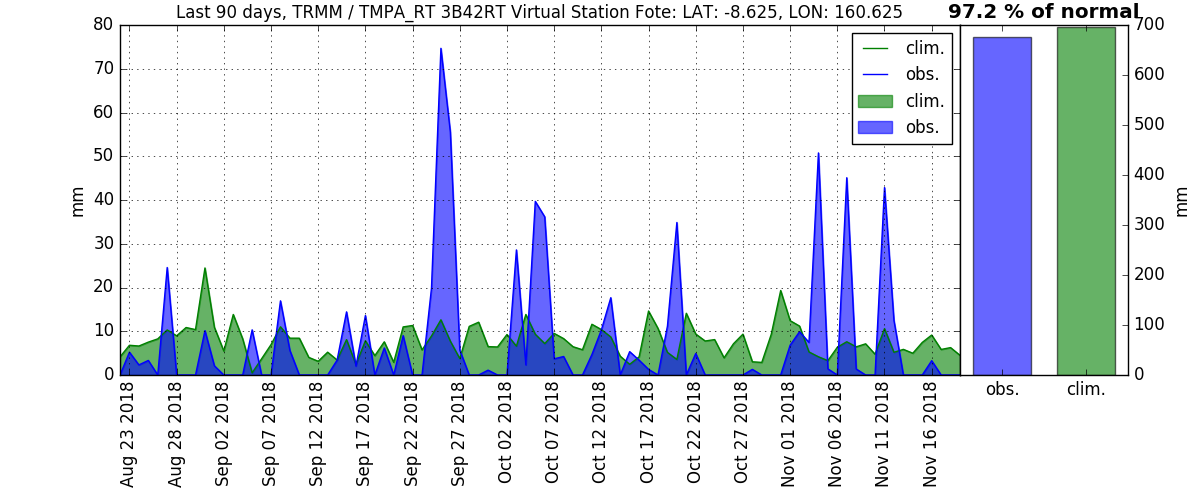 Last 90 days, TRMM / TMPA_RT 3B42RT Virtual Station Fote: LAT: -8.625, LON: 160.625
97.2 % of normal
80
70
60
50
40
30
20
10
0
mm
clim.
obs.
clim.
obs.
700
600
500
400
300
200
100
0
mm
obs.
clim.
Aug 23 2018
Aug 28 2018
Sep 02 2018
Sep 07 2018
Sep 12 2018
Sep 17 2018
Sep 22 2018
Sep 27 2018
Oct 02 2018
Oct 07 2018
Oct 12 2018
Oct 17 2018
Oct 22 2018
Oct 27 2018
Nov 01 2018
Nov 06 2018
Nov 11 2018
Nov 16 2018